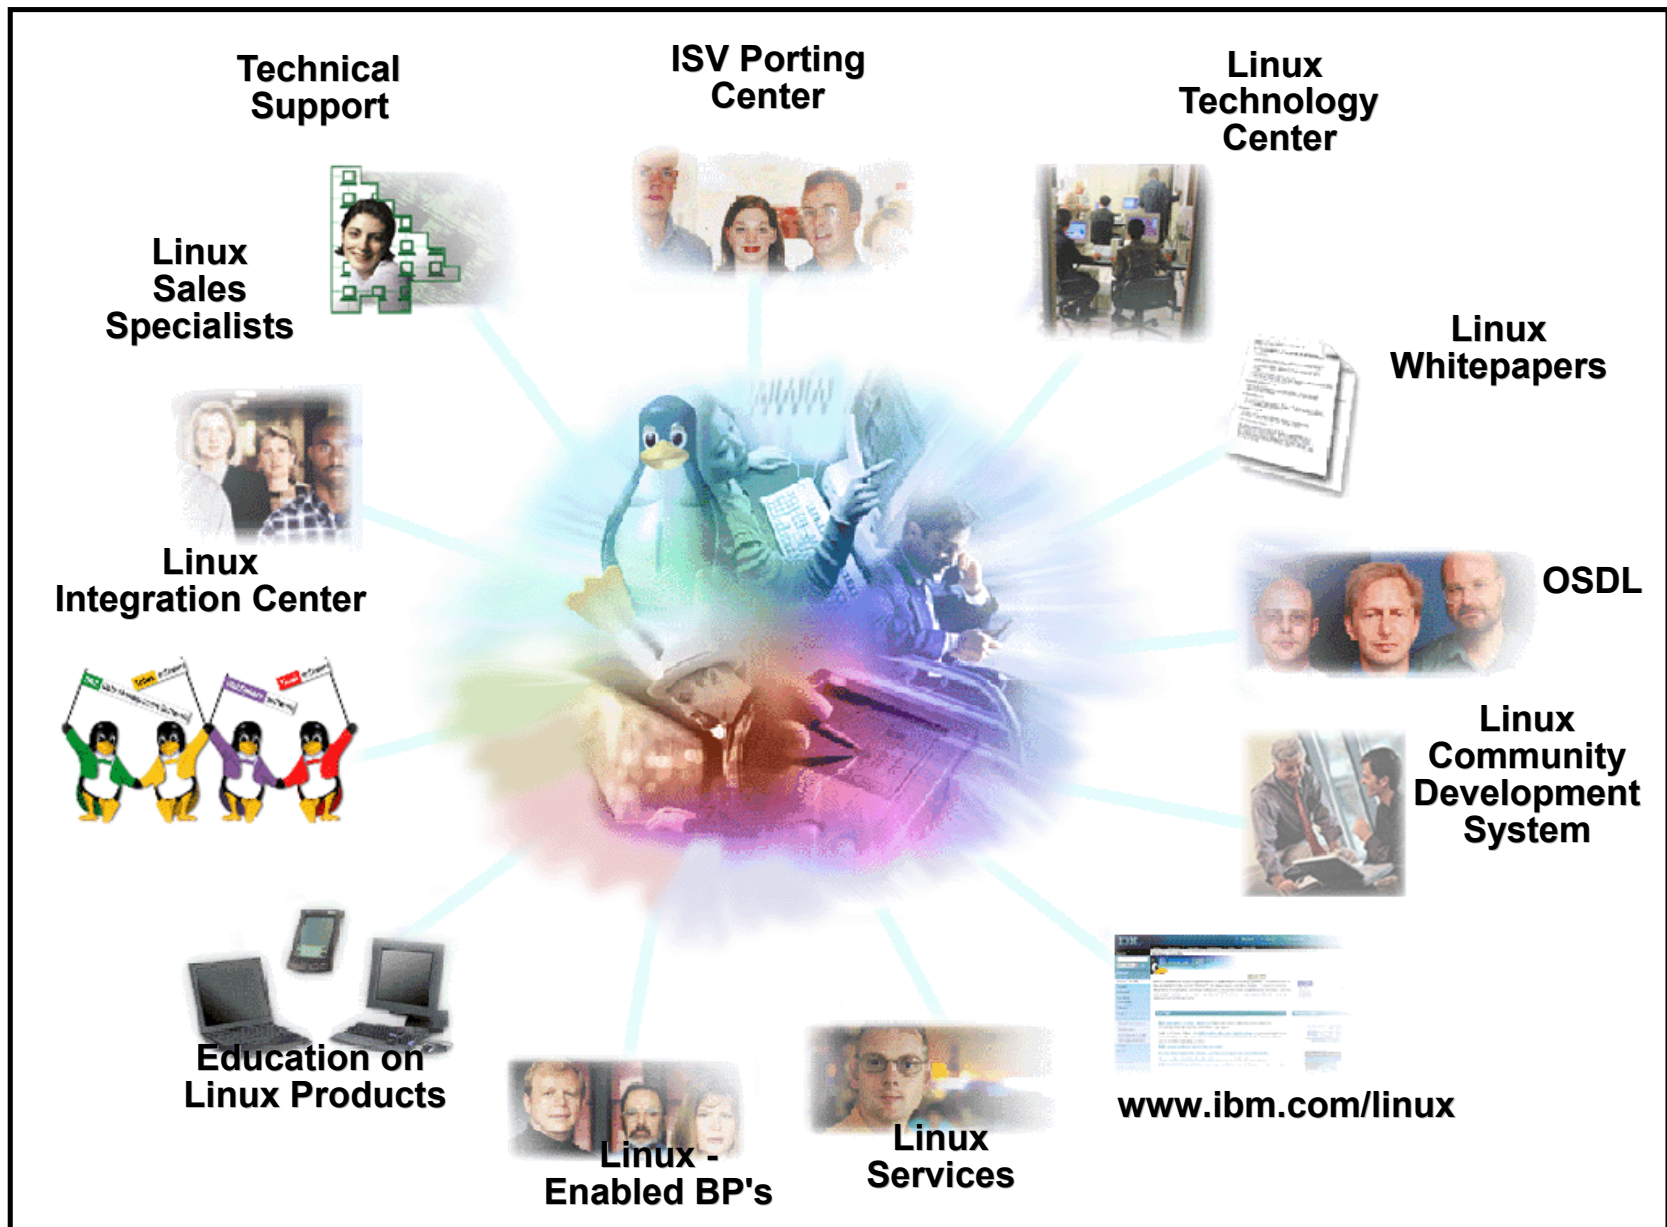 Technical
Support
ISV Porting
Center
Linux
Technology
Center
Linux
Sales
Specialists
Linux
Whitepapers
Linux
Integration Center
OSDL
Linux
Community
Development
System
Education on
Linux Products
Linux -
Enabled BP's
Linux
Services
www.ibm.com/linux